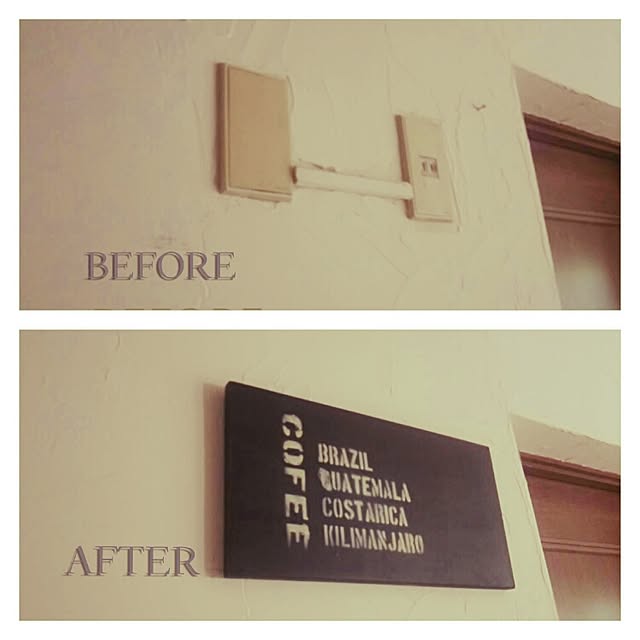 BEFORE
COFEE
BRAZIL
GUATEMALA
COSTARICA
KILIMANJARO
AFTER